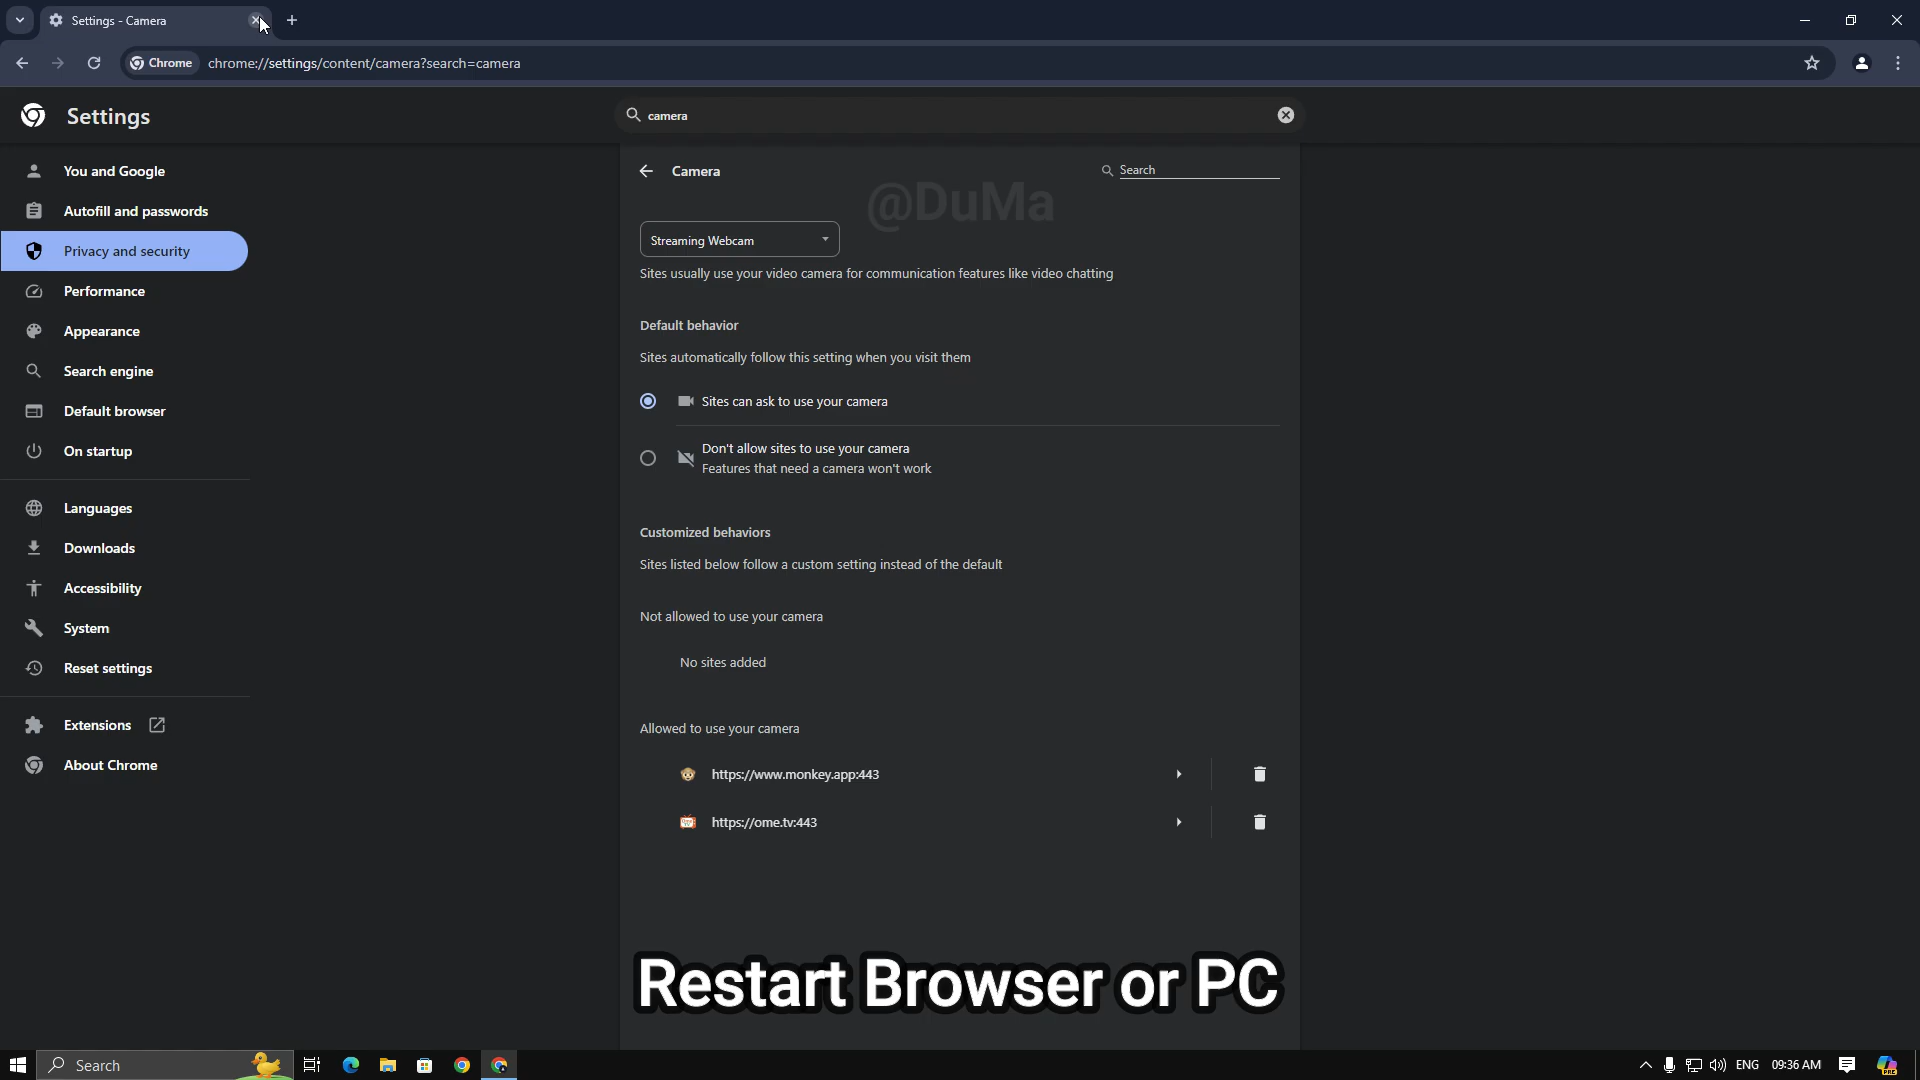 Settings - Camera
Chrome
chrome://settings/content/camera?search=camera
Settings
camera
You and Google
Autofill and passwords
Privacy and security
Performance
Appearance
Search engine
Default browser
On startup
Languages
Downloads
Accessibility
System
Reset settings
Extensions
About Chrome
Camera
Search
@DuMa
Streaming Webcam
Sites usually use your video camera for communication features like video chatting
Default behavior
Sites automatically follow this setting when you visit them
Sites can ask to use your camera
Don't allow sites to use your camera
Features that need a camera won't work
Customized behaviors
Sites listed below follow a custom setting instead of the default
Not allowed to use your camera
No sites added
Allowed to use your camera
https://www.monkey.app:443
https://ome.tv:443
Restart Browser or PC
Search
ENG
09:36 AM